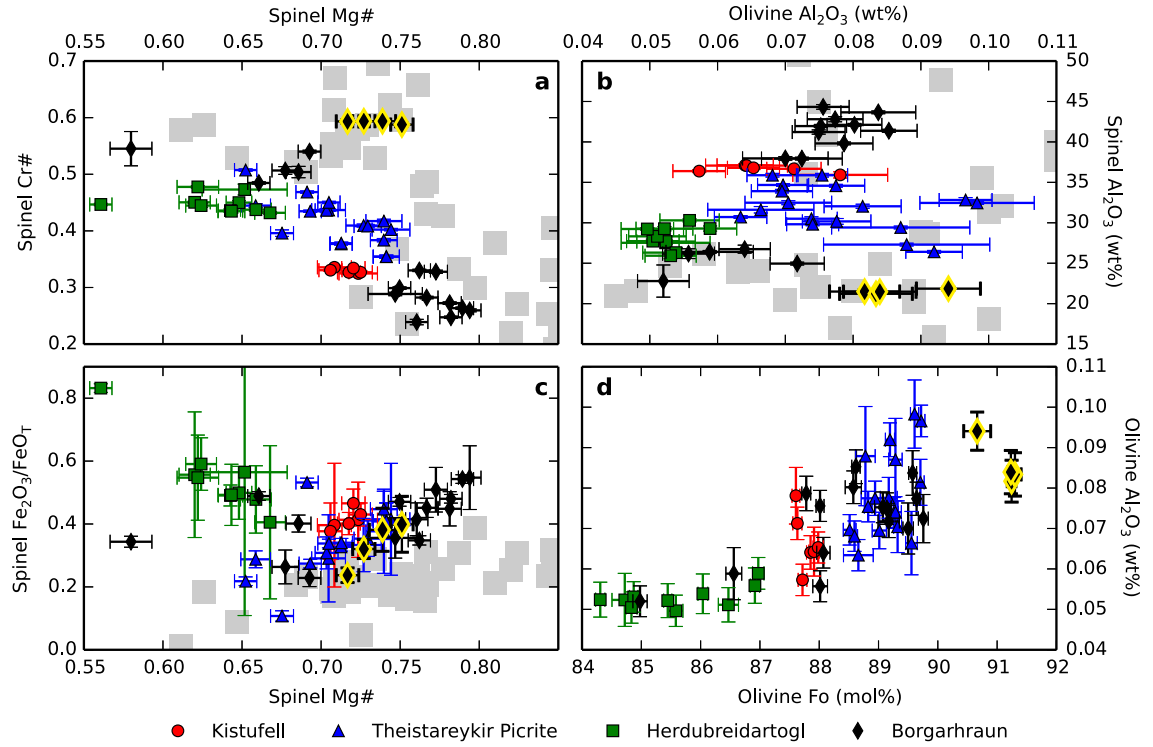 Spinel Mg#
Olivine Al₂O₃ (wt%)
0.55 0.60 0.65 0.70 0.75 0.80
0.04 0.05 0.06 0.07 0.08 0.09 0.10 0.11
a
b
0.7
0.6
0.5
0.4
0.3
0.2
Spinel Cr#
50
45
40
35
30
25
20
15
Spinel Al₂O₃ (wt%)
c
d
0.8
0.6
0.4
0.2
0.0
Spinel Fe₂O₃/FeO_T
0.11
0.10
0.09
0.08
0.07
0.06
0.05
0.04
Olivine Al₂O₃ (wt%)
0.55 0.60 0.65 0.70 0.75 0.80
84 85 86 87 88 89 90 91 92
Spinel Mg#
Olivine Fo (mol%)
Kistufell Theistareykir Picrite Herdubreidartogl Borgarhraun